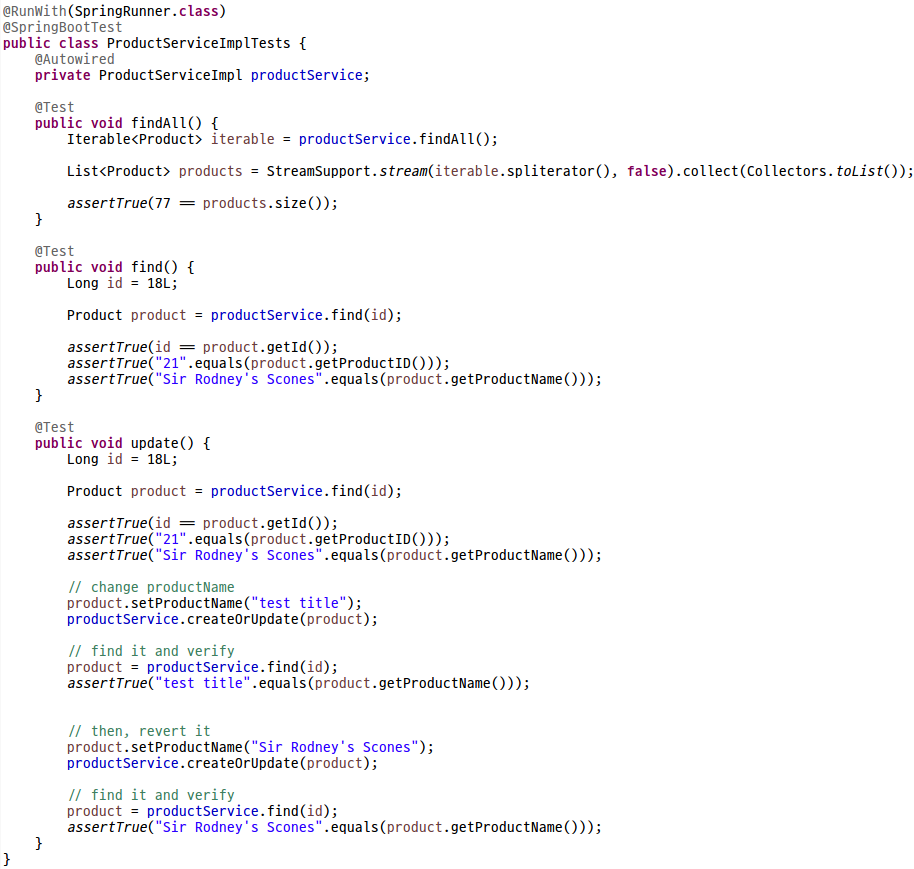 @RunWith(SpringRunner.class)
@SpringBootTest
public class ProductServiceImplTests {
    @Autowired
    private ProductServiceImpl productService;

    @Test
    public void findAll() {
        Iterable<Product> iterable = productService.findAll();

        List<Product> products = StreamSupport.stream(iterable.spliterator(), false).collect(Collectors.toList());

        assertTrue(77 == products.size());
    }

    @Test
    public void find() {
        Long id = 18L;

        Product product = productService.find(id);

        assertTrue(id == product.getId());
        assertTrue("21".equals(product.getProductID()));
        assertTrue("Sir Rodney's Scones".equals(product.getProductName()));
    }

    @Test
    public void update() {
        Long id = 18L;

        Product product = productService.find(id);

        assertTrue(id == product.getId());
        assertTrue("21".equals(product.getProductID()));
        assertTrue("Sir Rodney's Scones".equals(product.getProductName()));

        // change productName
        product.setProductName("test title");
        productService.createOrUpdate(product);

        // find it and verify
        product = productService.find(id);
        assertTrue("test title".equals(product.getProductName()));


        // then, revert it
        product.setProductName("Sir Rodney's Scones");
        productService.createOrUpdate(product);

        // find it and verify
        product = productService.find(id);
        assertTrue("Sir Rodney's Scones".equals(product.getProductName()));
    }
}